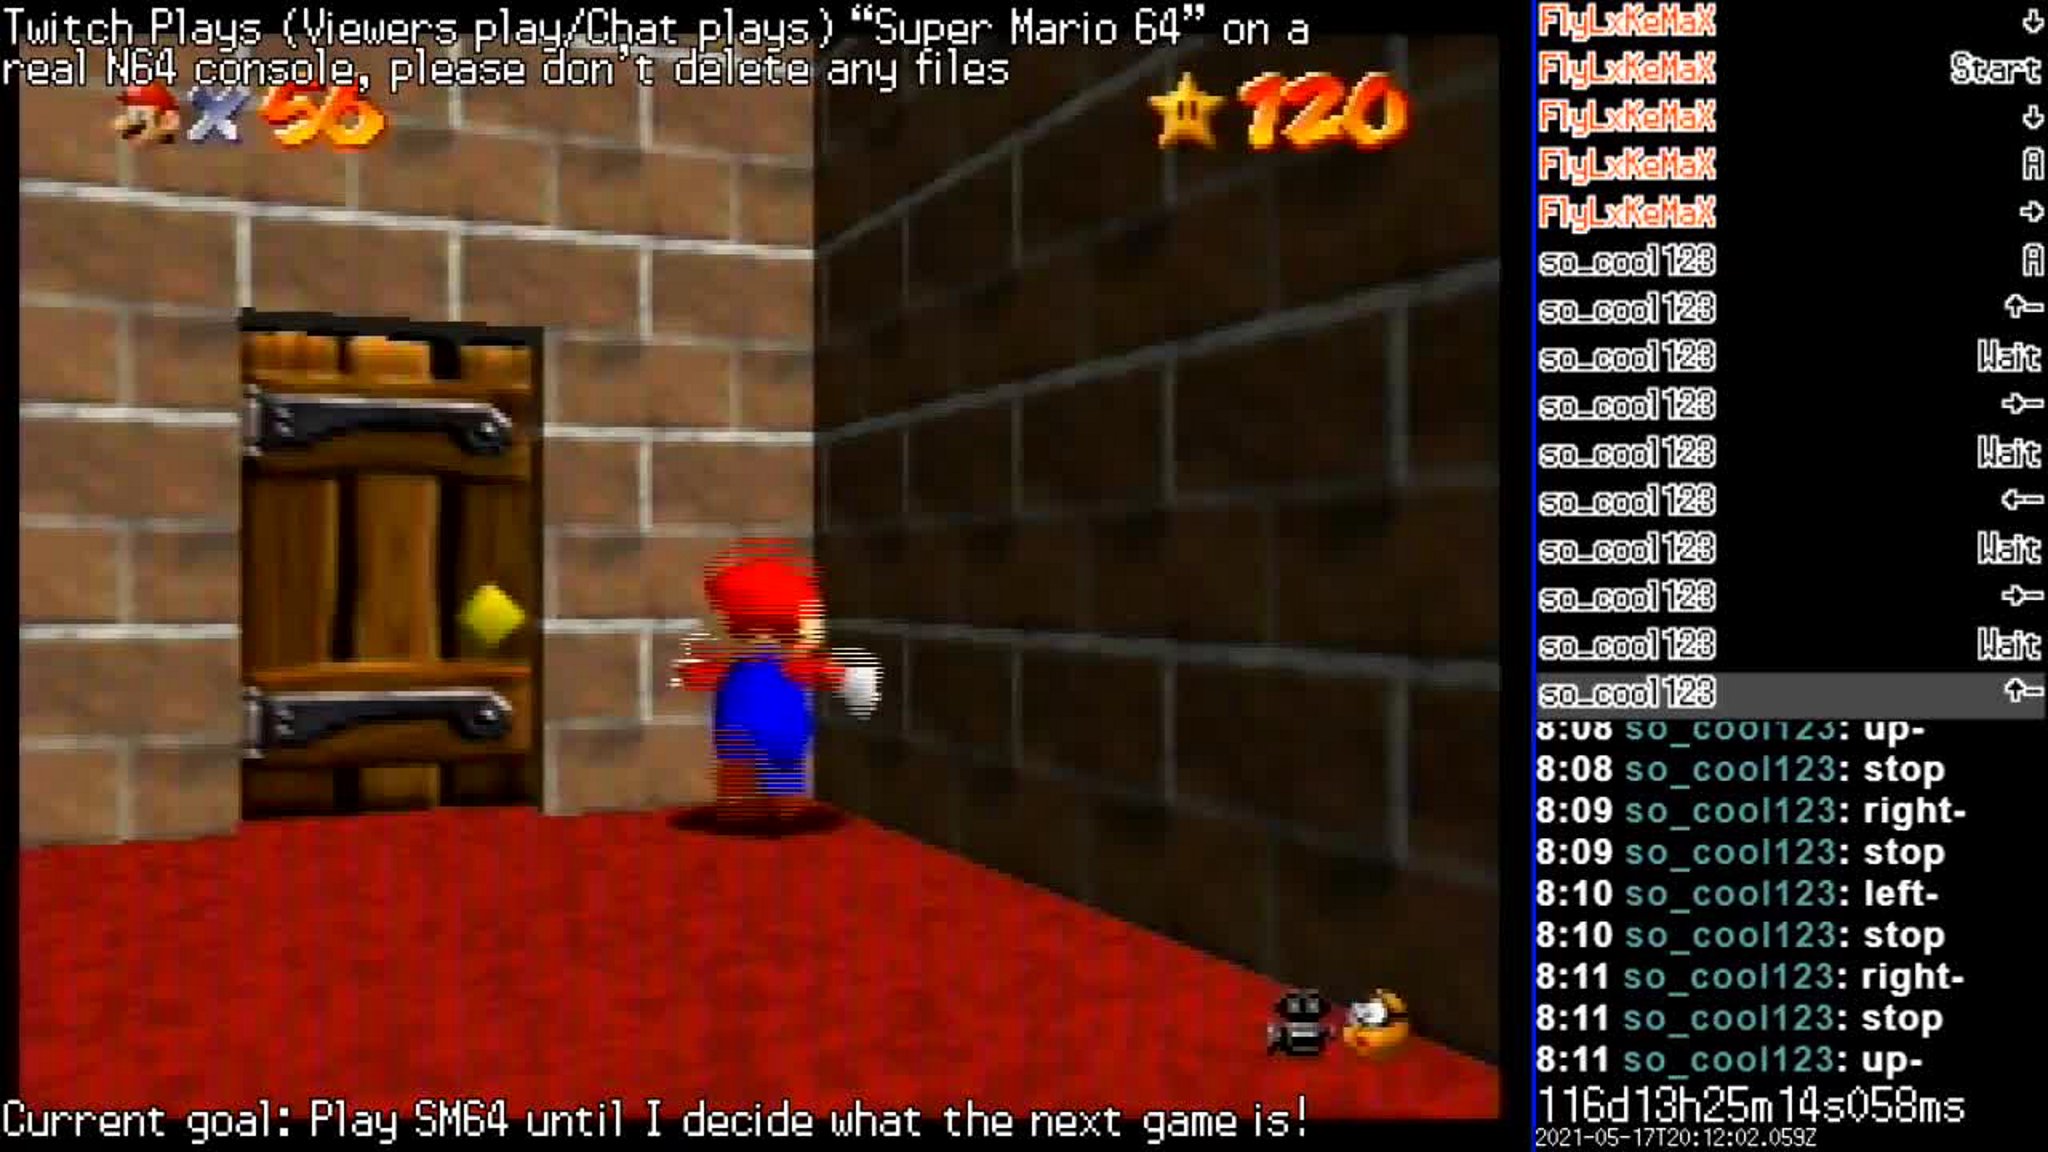 Twitch Plays (Viewers play/Chat plays) “Super Mario 64” on a
real N64 console, please don't delete any files
× 56
120
Current goal: Play SM64 until I decide what the next game is!
FlyLxKeMaX ↓
FlyLxKeMaX Start
FlyLxKeMaX ↓
FlyLxKeMaX A
FlyLxKeMaX →
so_cool123 A
so_cool123 ↑-
so_cool123 Wait
so_cool123 →-
so_cool123 Wait
so_cool123 ←-
so_cool123 Wait
so_cool123 →-
so_cool123 Wait
so_cool123 ↑-
8:08 so_cool123: up-
8:08 so_cool123: stop
8:09 so_cool123: right-
8:09 so_cool123: stop
8:10 so_cool123: left-
8:10 so_cool123: stop
8:11 so_cool123: right-
8:11 so_cool123: stop
8:11 so_cool123: up-
116d13h25m14s058ms
2021-05-17T20:12:02.059Z